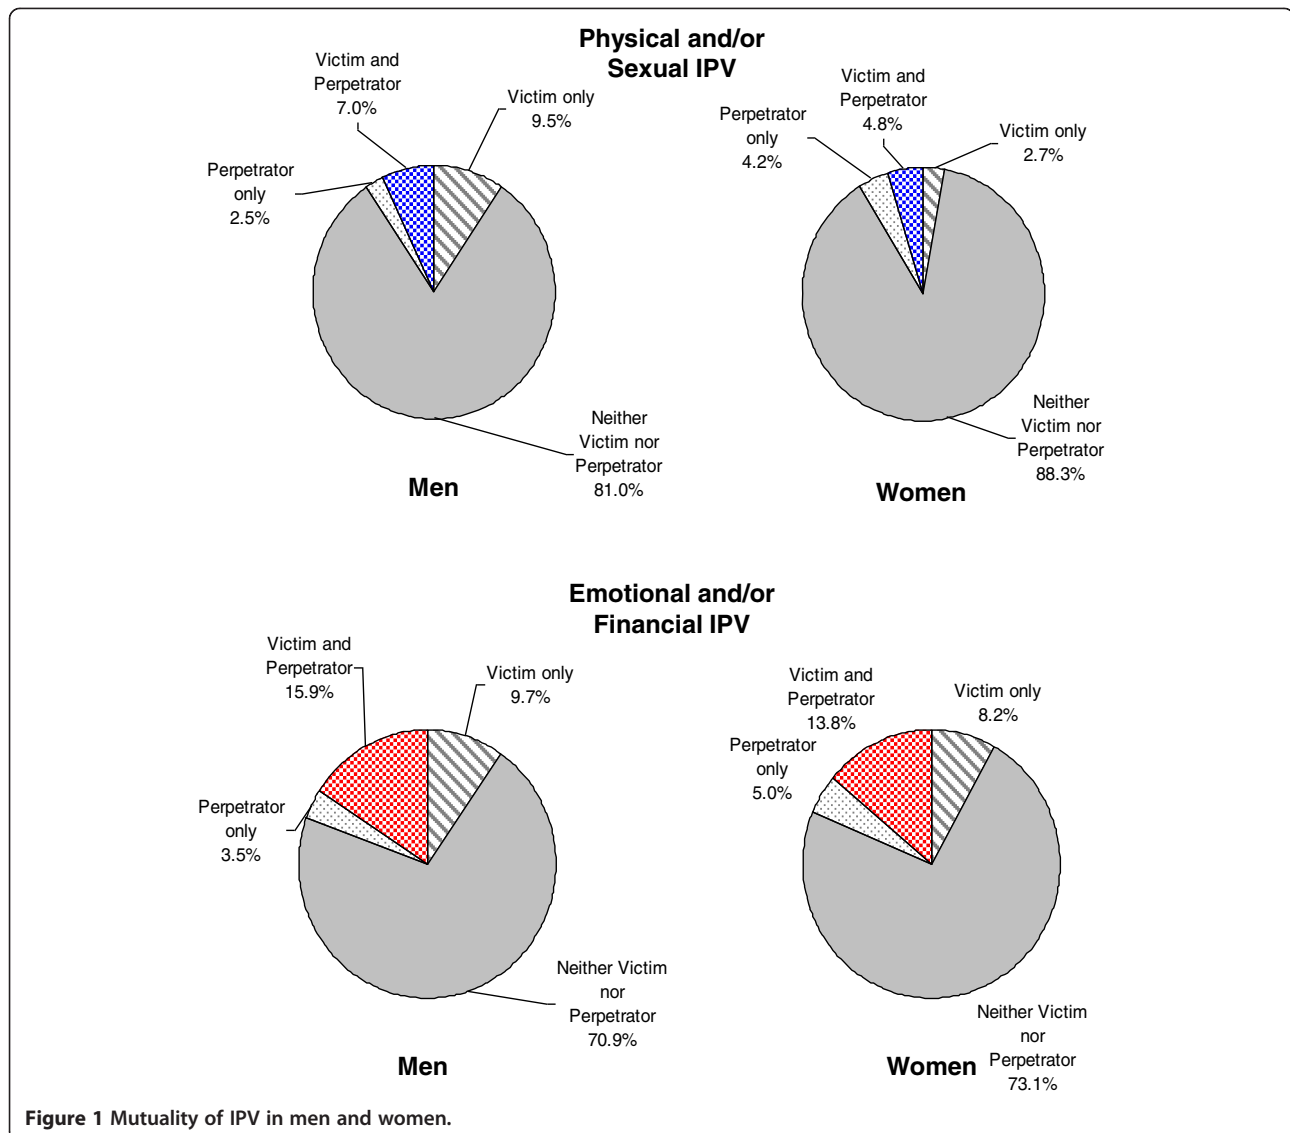 Physical and/or
Sexual IPV
Victim and
Perpetrator
7.0%
Victim only
9.5%
Perpetrator
only
2.5%
Neither
Victim nor
Perpetrator
81.0%
Men
Victim and
Perpetrator
4.8%
Perpetrator
only
4.2%
Victim only
2.7%
Neither
Victim nor
Perpetrator
88.3%
Women
Emotional and/or
Financial IPV
Victim and
Perpetrator
15.9%
Victim only
9.7%
Perpetrator
only
3.5%
Neither Victim
nor
Perpetrator
70.9%
Men
Victim and
Perpetrator
13.8%
Victim only
8.2%
Perpetrator
only
5.0%
Neither Victim
nor
Perpetrator
73.1%
Women
Figure 1 Mutuality of IPV in men and women.